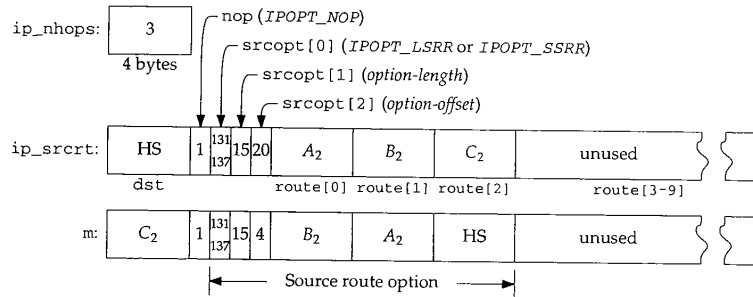 ip_nhops: 3
4 bytes
nop (IPOPT_NOP)
srcopt[0] (IPOPT_LSRR or IPOPT_SSRR)
srcopt[1] (option-length)
srcopt[2] (option-offset)
ip_srcrt: HS 1 131 137 15 20 A2 B2 C2 unused
dst route[0] route[1] route[2] route[3-9]
m: C2 1 131 137 15 4 B2 A2 HS unused
Source route option